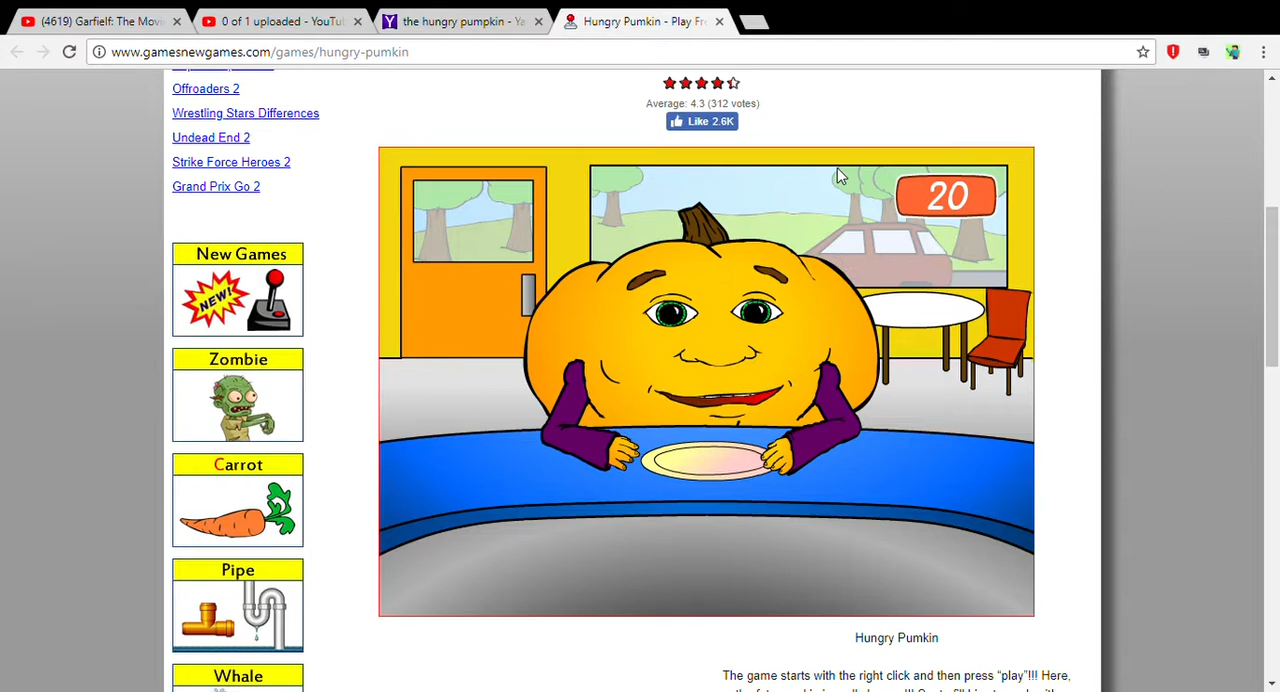 (4619) Garfielf: The Movi
0 of 1 uploaded - YouTu
the hungry pumpkin - Ya
Hungry Pumkin - Play Fr
www.gamesnewgames.com/games/hungry-pumkin
Offroaders 2
Wrestling Stars Differences
Undead End 2
Strike Force Heroes 2
Grand Prix Go 2
Average: 4.3 (312 votes)
Like 2.6K
20
New Games
NEW!
Zombie
Carrot
Pipe
Whale
Hungry Pumkin
The game starts with the right click and then press “play”!!! Here,